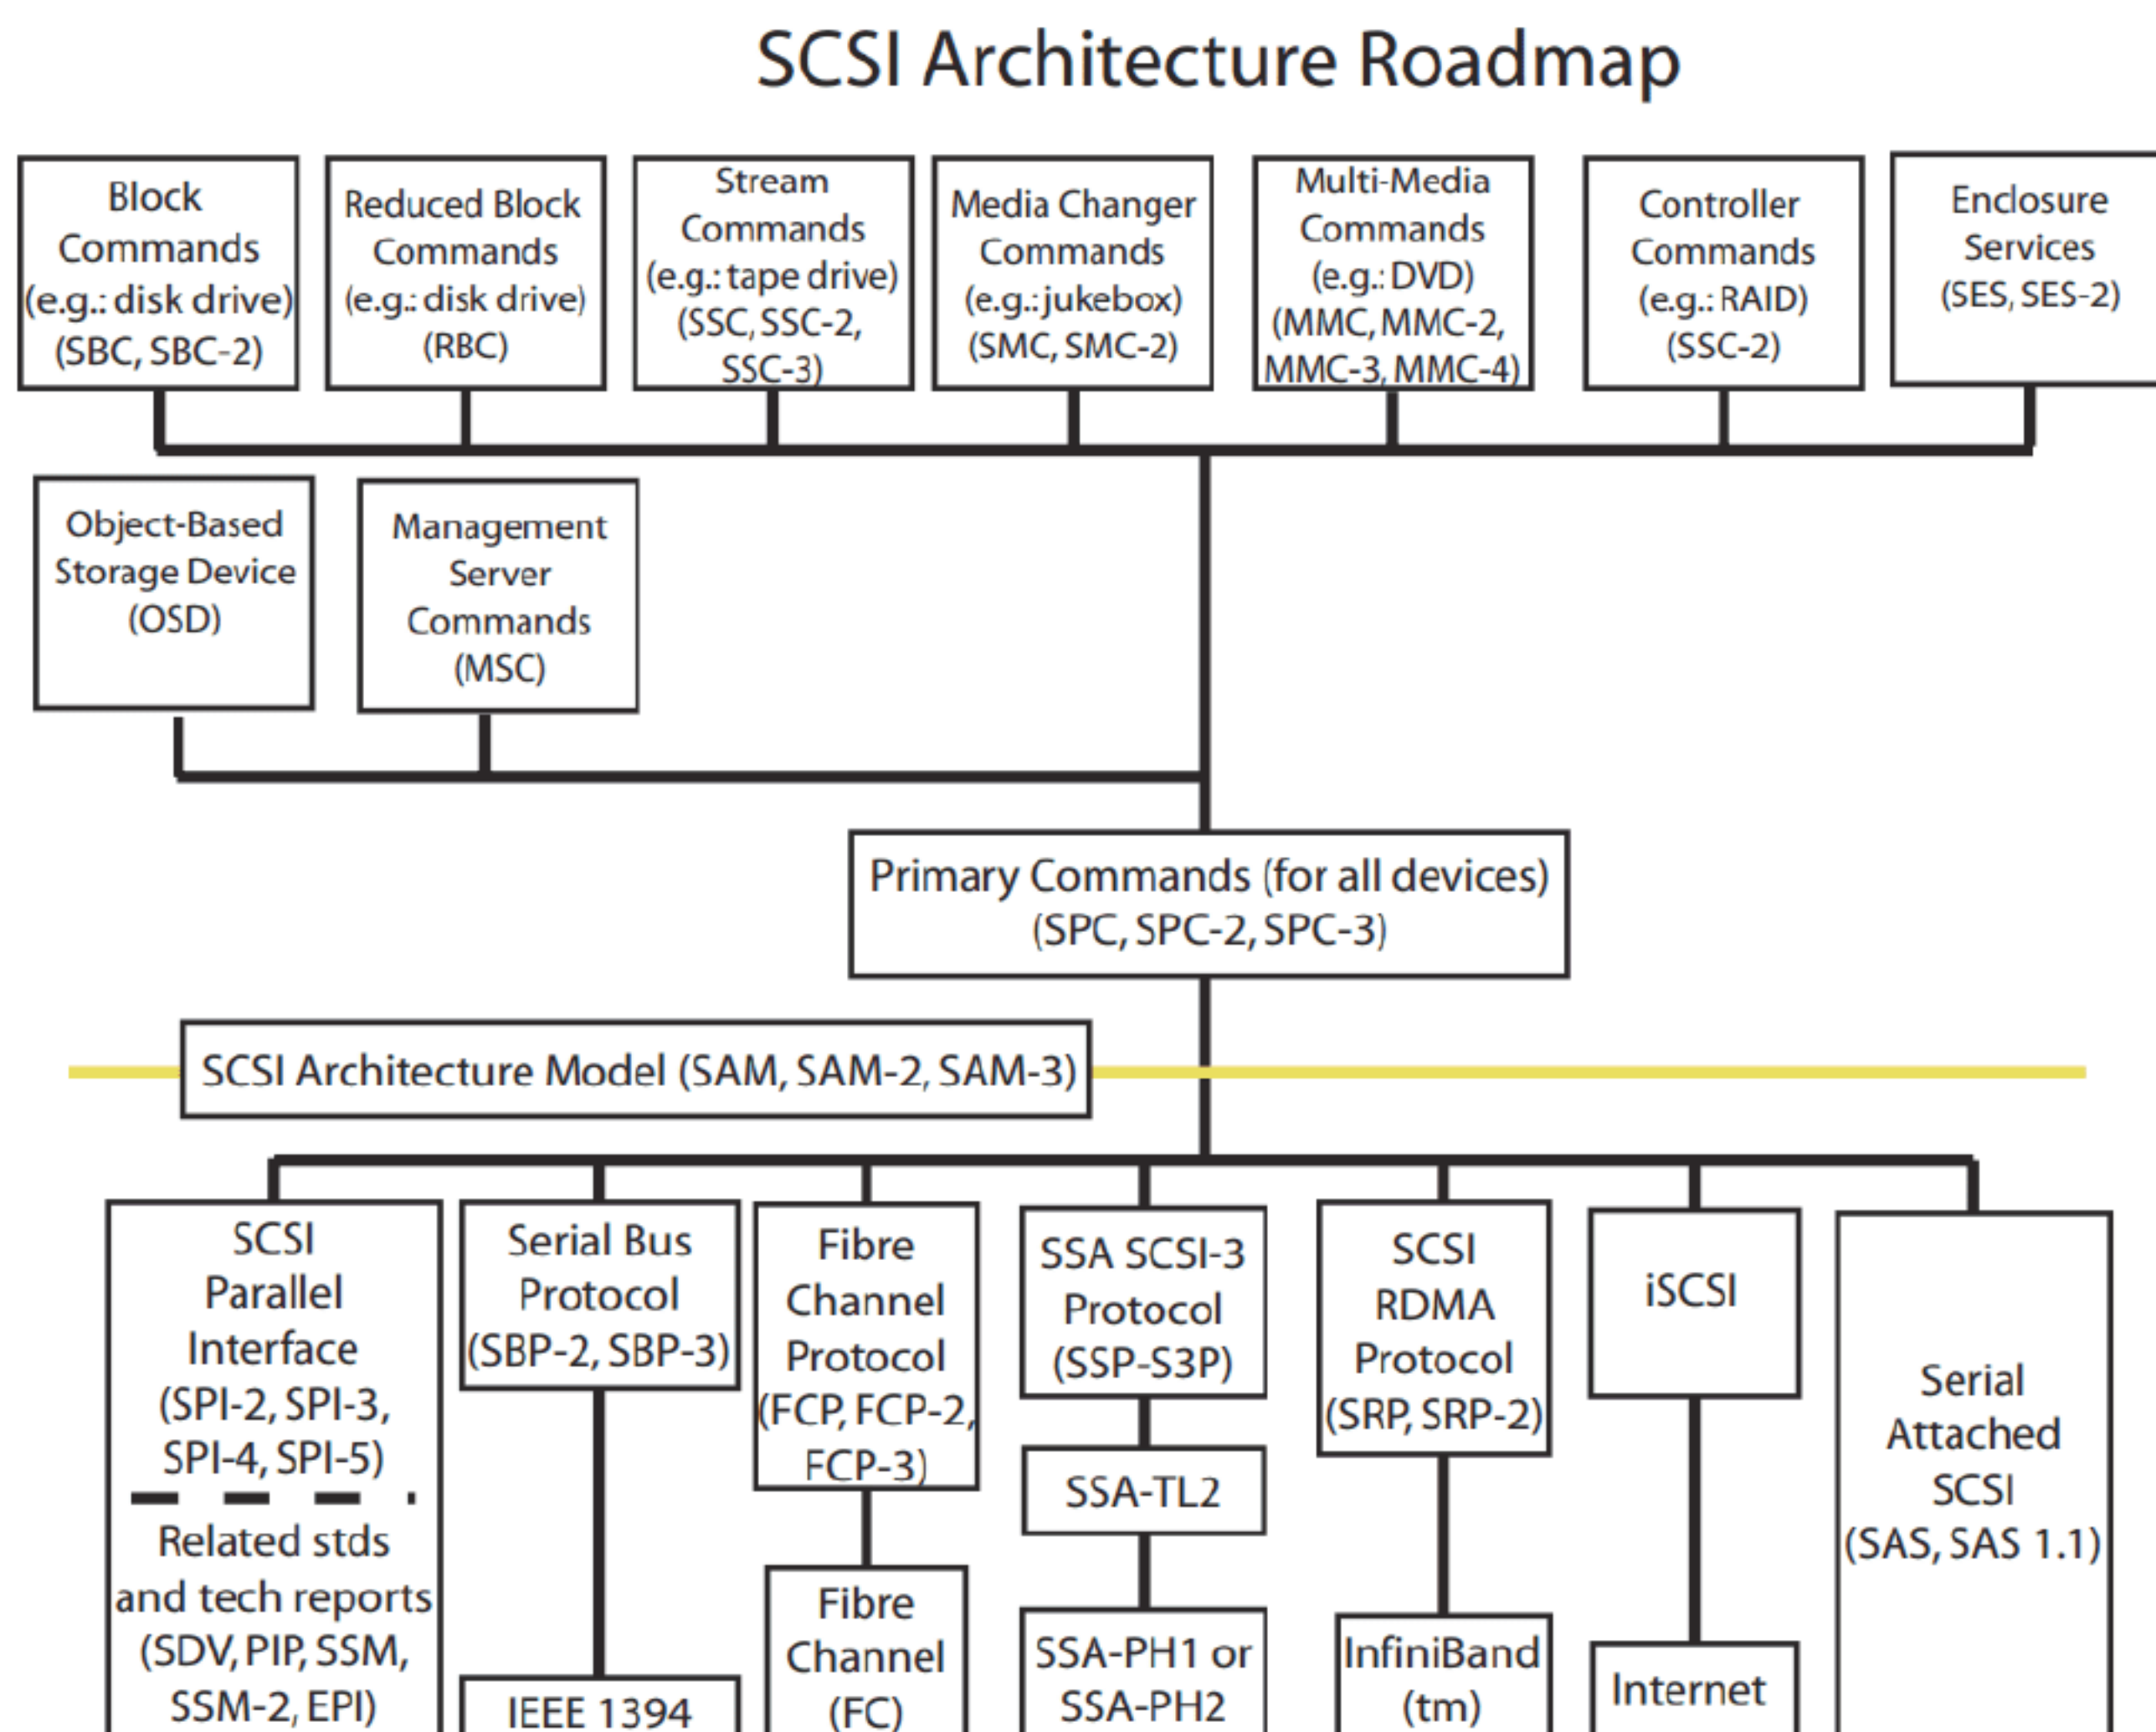 SCSI Architecture Roadmap
Block
Commands
(e.g.: disk drive)
(SBC, SBC-2)
Reduced Block
Commands
(e.g.: disk drive)
(RBC)
Stream
Commands
(e.g.: tape drive)
(SSC, SSC-2,
SSC-3)
Media Changer
Commands
(e.g.: jukebox)
(SMC, SMC-2)
Multi-Media
Commands
(e.g.: DVD)
(MMC, MMC-2,
MMC-3, MMC-4)
Controller
Commands
(e.g.: RAID)
(SSC-2)
Enclosure
Services
(SES, SES-2)
Object-Based
Storage Device
(OSD)
Management
Server
Commands
(MSC)
Primary Commands (for all devices)
(SPC, SPC-2, SPC-3)
SCSI Architecture Model (SAM, SAM-2, SAM-3)
SCSI
Parallel
Interface
(SPI-2, SPI-3,
SPI-4, SPI-5)
Related stds
and tech reports
(SDV, PIP, SSM,
SSM-2, EPI)
Serial Bus
Protocol
(SBP-2, SBP-3)
IEEE 1394
Fibre
Channel
Protocol
(FCP, FCP-2,
FCP-3)
Fibre
Channel
(FC)
SSA SCSI-3
Protocol
(SSP-S3P)
SSA-TL2
SSA-PH1 or
SSA-PH2
SCSI
RDMA
Protocol
(SRP, SRP-2)
InfiniBand
(tm)
iSCSI
Internet
Serial
Attached
SCSI
(SAS, SAS 1.1)